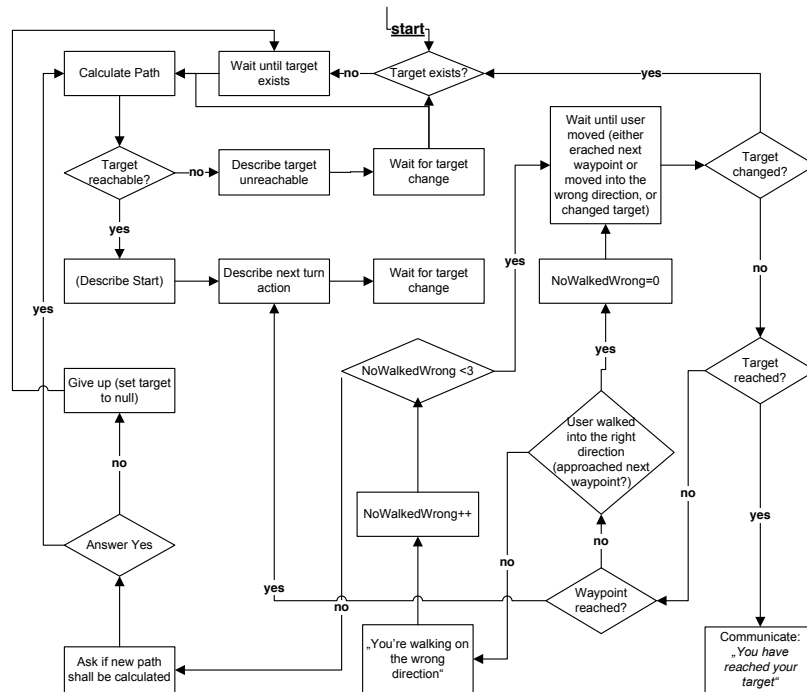 start
Calculate Path
Wait until target
exists
no
Target exists?
yes
Wait until user
moved (either
erached next
waypoint or
moved into the
wrong direction, or
changed target)
Target
changed?
Target
reachable?
no
Describe target
unreachable
Wait for target
change
yes
yes
no
(Describe Start)
Describe next turn
action
Wait for target
change
NoWalkedWrong=0
yes
yes
Give up (set target
to null)
NoWalkedWrong <3
Target
reached?
User walked
into the right
direction
(approached next
waypoint?)
no
no
yes
NoWalkedWrong++
Answer Yes
no
no
yes
Waypoint
reached?
no
Ask if new path
shall be calculated
„You're walking on
the wrong
direction“
Communicate:
„You have
reached your
target“